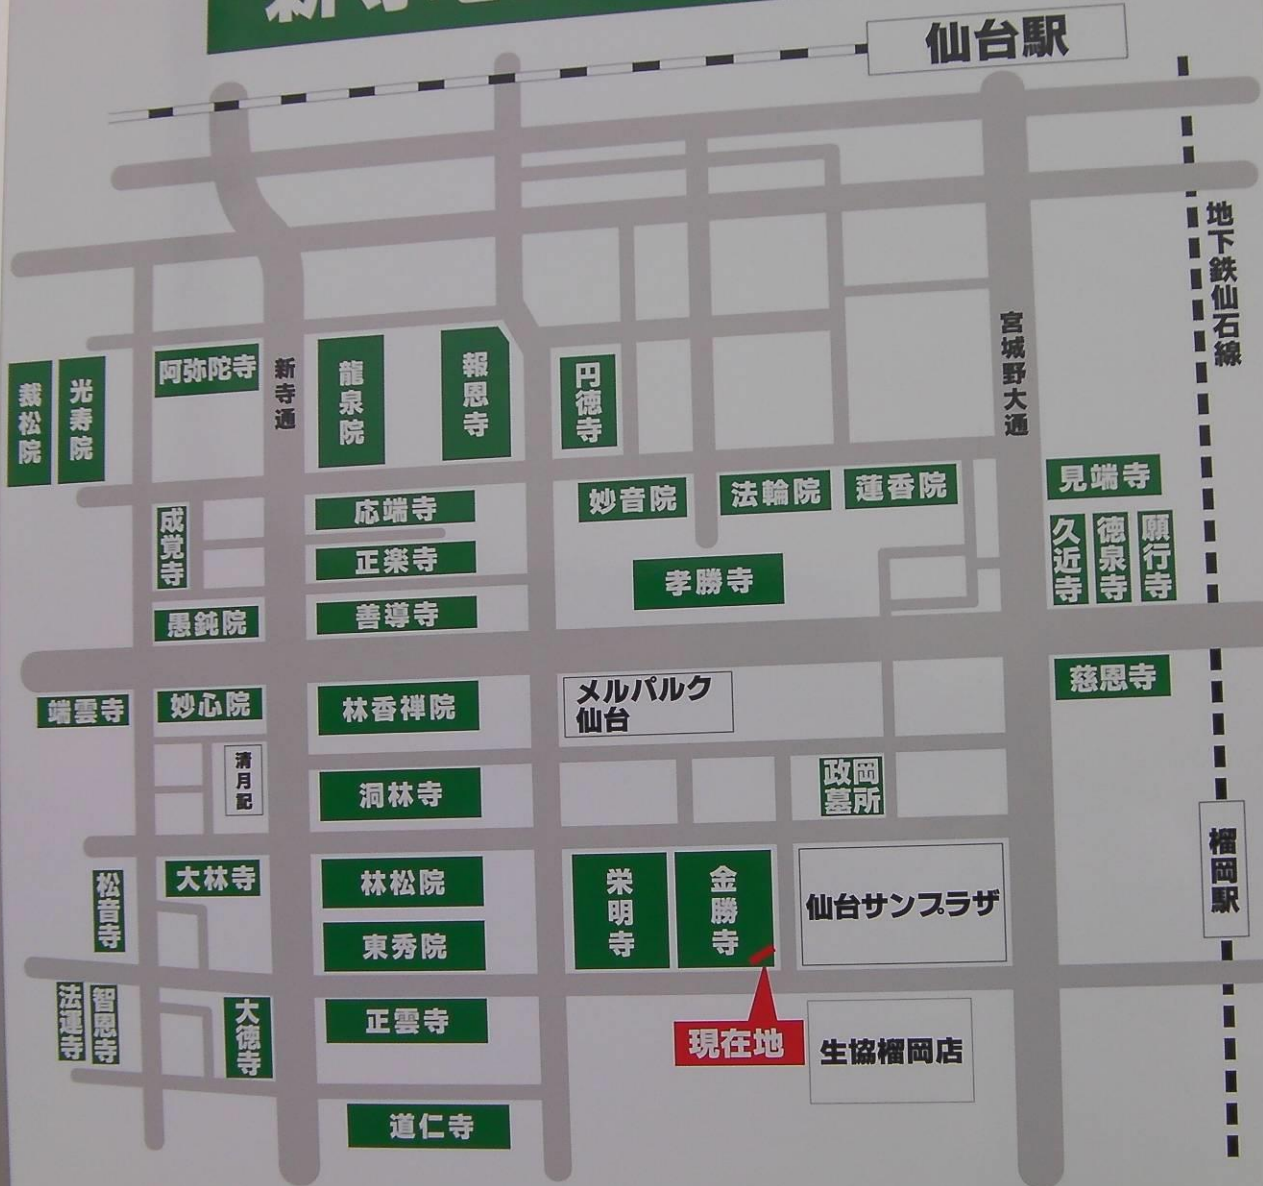 仙台駅
地下鉄仙石線
宮城野大通
新寺通
阿弥陀寺
龍泉院
報恩寺
円徳寺
光寿院
栽松院
見端寺
妙音院
法輪院
蓮香院
応端寺
成覚寺
正楽寺
孝勝寺
久近寺
徳泉寺
願行寺
善導寺
愚鈍院
慈恩寺
端雲寺
妙心院
林香禅院
メルパルク
仙台
清月記
洞林寺
政岡
墓所
榴岡駅
松音寺
大林寺
林松院
栄明寺
金勝寺
仙台サンプラザ
東秀院
法運寺
智恩寺
大徳寺
正雲寺
現在地
生協榴岡店
道仁寺